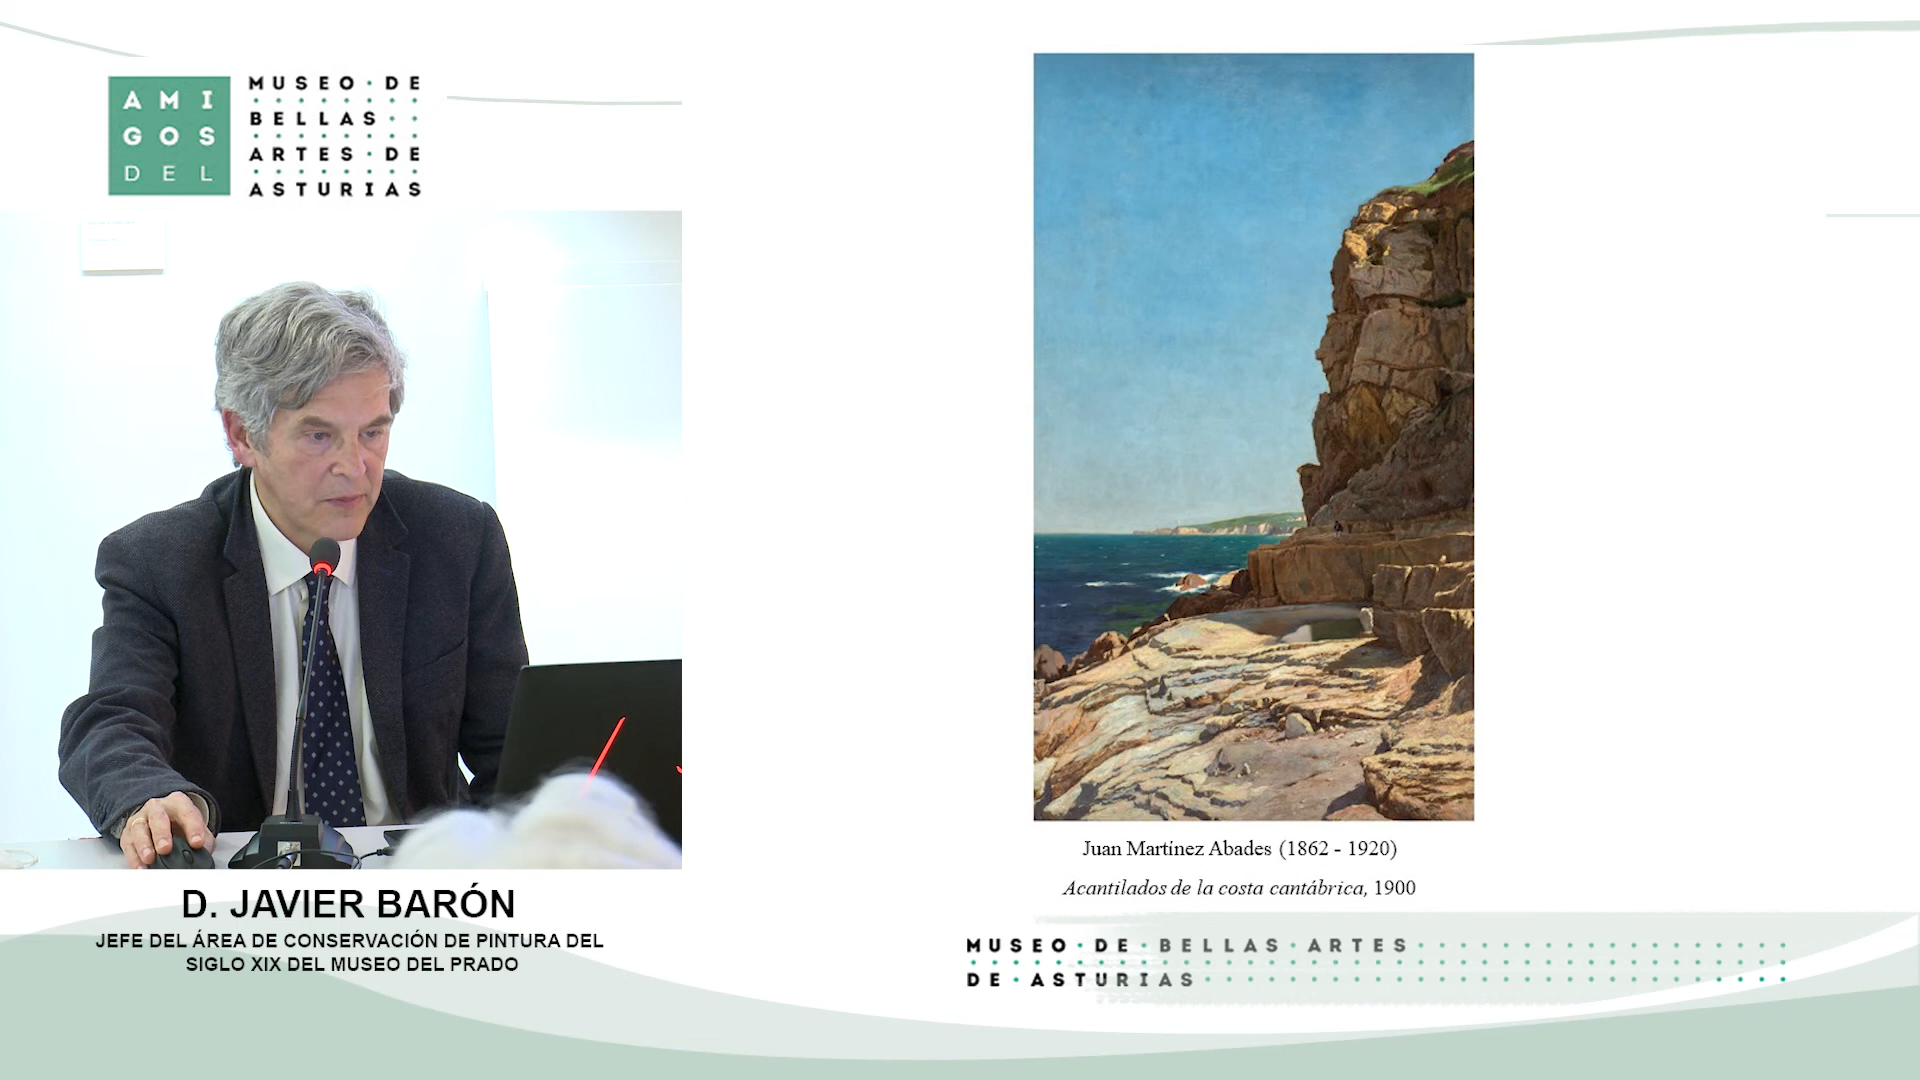 AMI
GOS
DEL
MUSEO·DE
BELLAS
ARTES·DE
ASTURIAS
D. JAVIER BARÓN
JEFE DEL ÁREA DE CONSERVACIÓN DE PINTURA DEL
SIGLO XIX DEL MUSEO DEL PRADO
Juan Martínez Abades (1862 - 1920)
Acantilados de la costa cantábrica, 1900
MUSEO·DE·BELLAS·ARTES
DE·ASTURIAS